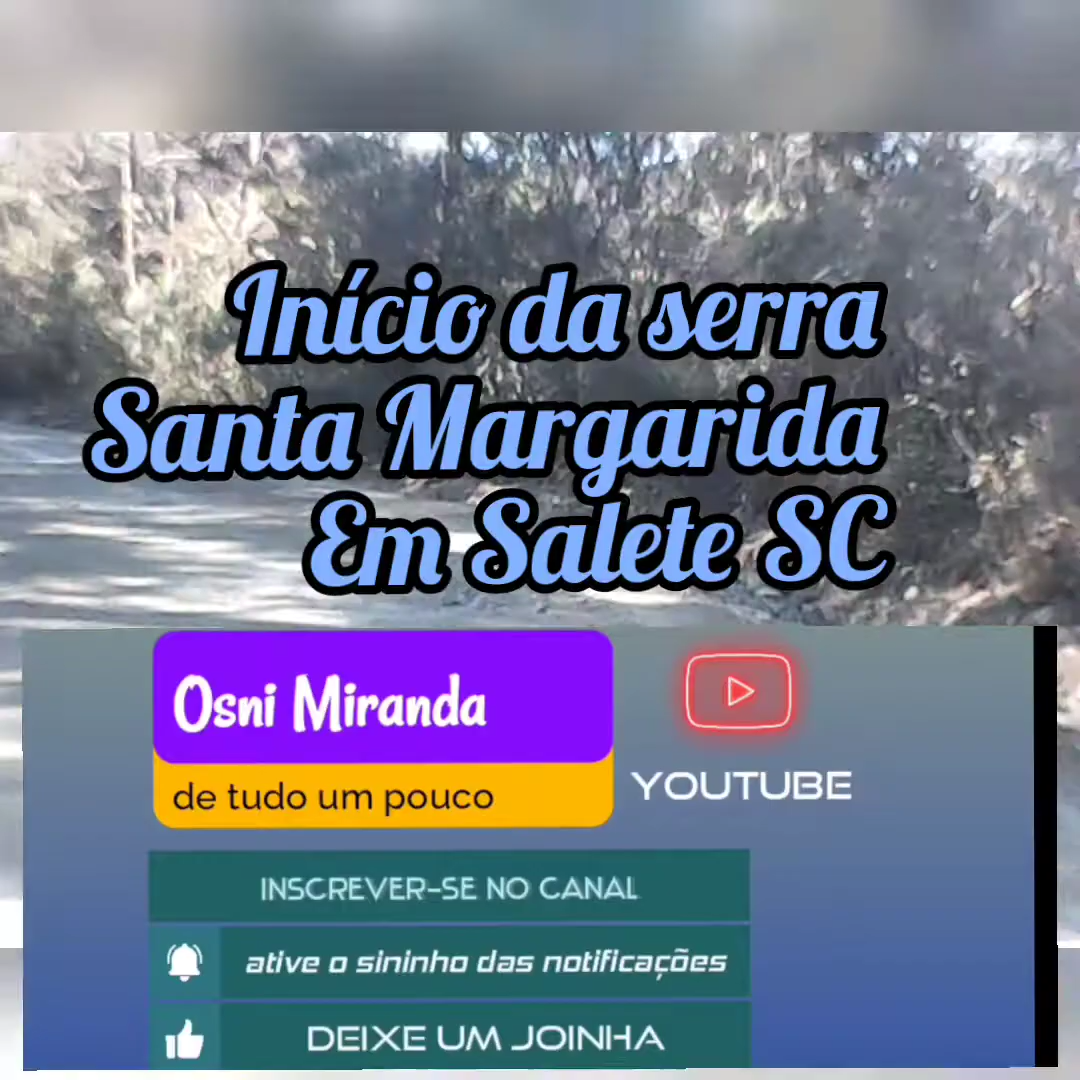 Início da serra
Santa Margarida
Em Salete SC
Osni Miranda
de tudo um pouco
YOUTUBE
INSCREVER-SE NO CANAL
ative o sininho das notificações
DEIXE UM JOINHA